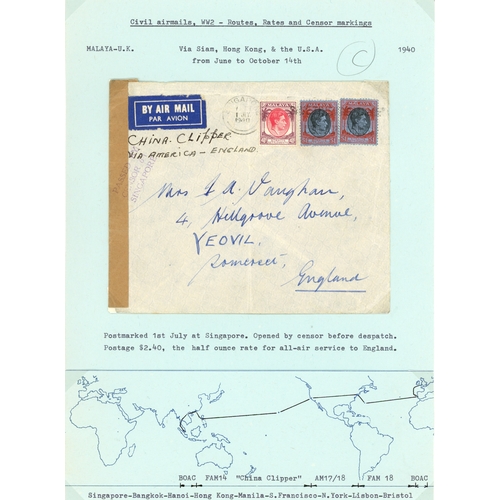 Civil airmails, WW2 - Routes, Rates and Censor markings
MALAYA-U.K. Via Siam, Hong Kong, & the U.S.A. 1940
from June to October 14th
C
BY AIR MAIL
PAR AVION
MALAYA MALAYA MALAYA
1940
CHINA. CLIPPER
VIA AMERICA - ENGLAND
SINGAPORE
Mrs F A Vaughan,
4, Hillgrove Avenue,
YEOVIL,
Somerset,
England
Postmarked 1st July at Singapore. Opened by censor before despatch.
Postage $2.40, the half ounce rate for all-air service to England.
BOAC FAM14 "China Clipper" AM17/18 FAM 18 BOAC
Singapore-Bangkok-Hanoi-Hong Kong-Manila-S.Francisco-N.York-Lisbon-Bristol